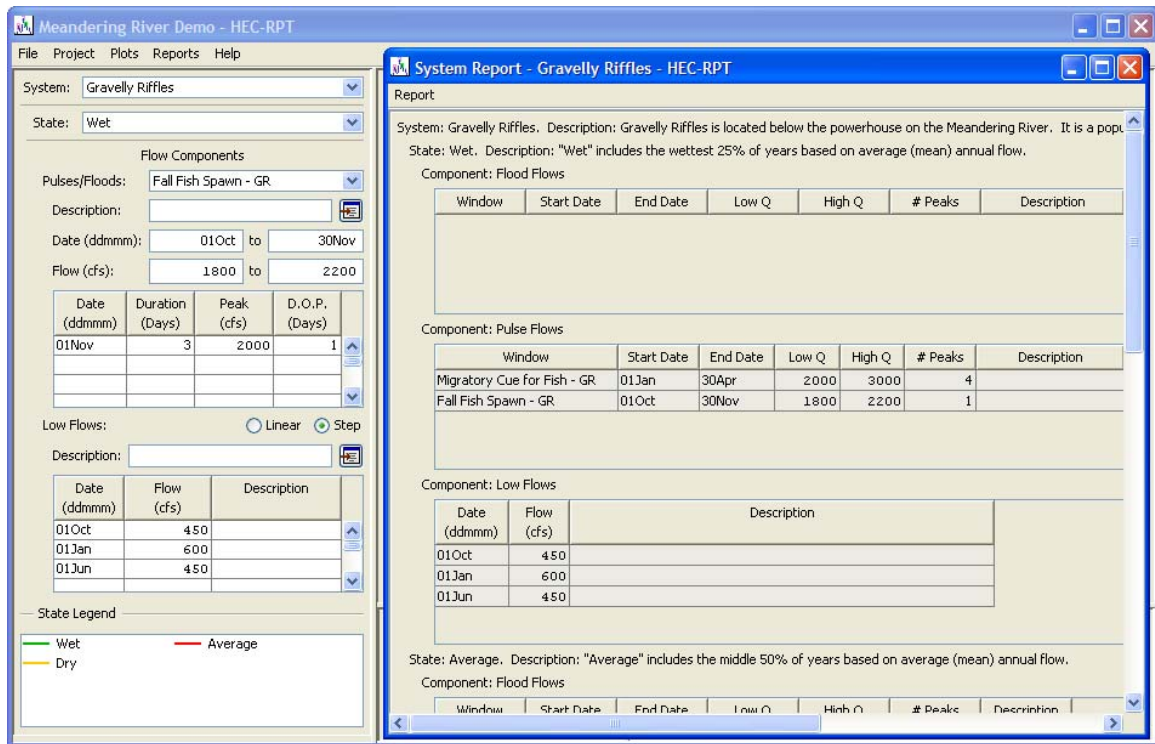 Meandering River Demo - HEC-RPT
File Project Plots Reports Help
System: Gravelly Riffles
State: Wet
Flow Components
Pulses/Floods: Fall Fish Spawn - GR
Description:
Date (ddmmm): 01Oct to 30Nov
Flow (cfs): 1800 to 2200
Date (ddmmm) Duration (Days) Peak (cfs) D.O.P. (Days)
01Nov 3 2000 1
Low Flows: Linear Step
Description:
Date (ddmmm) Flow (cfs) Description
01Oct 450
01Jan 600
01Jun 450
State Legend
Wet Average
Dry
System Report - Gravelly Riffles - HEC-RPT
Report
System: Gravelly Riffles. Description: Gravelly Riffles is located below the powerhouse on the Meandering River. It is a popu
State: Wet. Description: "Wet" includes the wettest 25% of years based on average (mean) annual flow.
Component: Flood Flows
Window Start Date End Date Low Q High Q # Peaks Description
Component: Pulse Flows
Window Start Date End Date Low Q High Q # Peaks Description
Migratory Cue for Fish - GR 01Jan 30Apr 2000 3000 4
Fall Fish Spawn - GR 01Oct 30Nov 1800 2200 1
Component: Low Flows
Date (ddmmm) Flow (cfs) Description
01Oct 450
01Jan 600
01Jun 450
State: Average. Description: "Average" includes the middle 50% of years based on average (mean) annual flow.
Component: Flood Flows
Window Start Date End Date Low Q High Q # Peaks Description